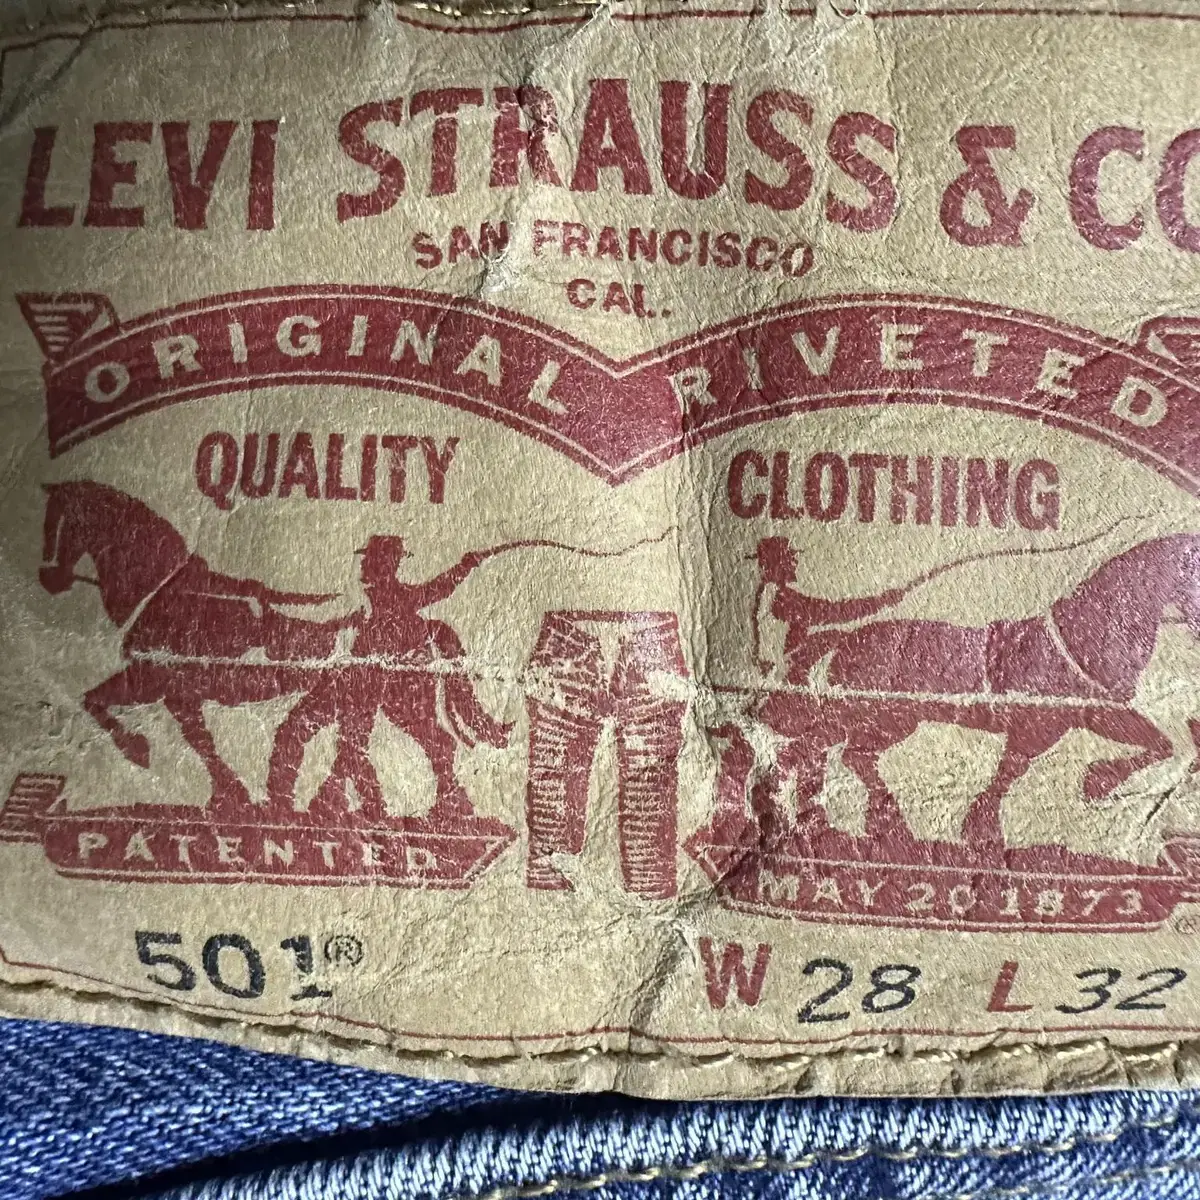 LEVI STRAUSS & CO
SAN FRANCISCO
CAL.
ORIGINAL RIVETED
QUALITY CLOTHING
PATENTED MAY 20 1873
501® W 28 L 32